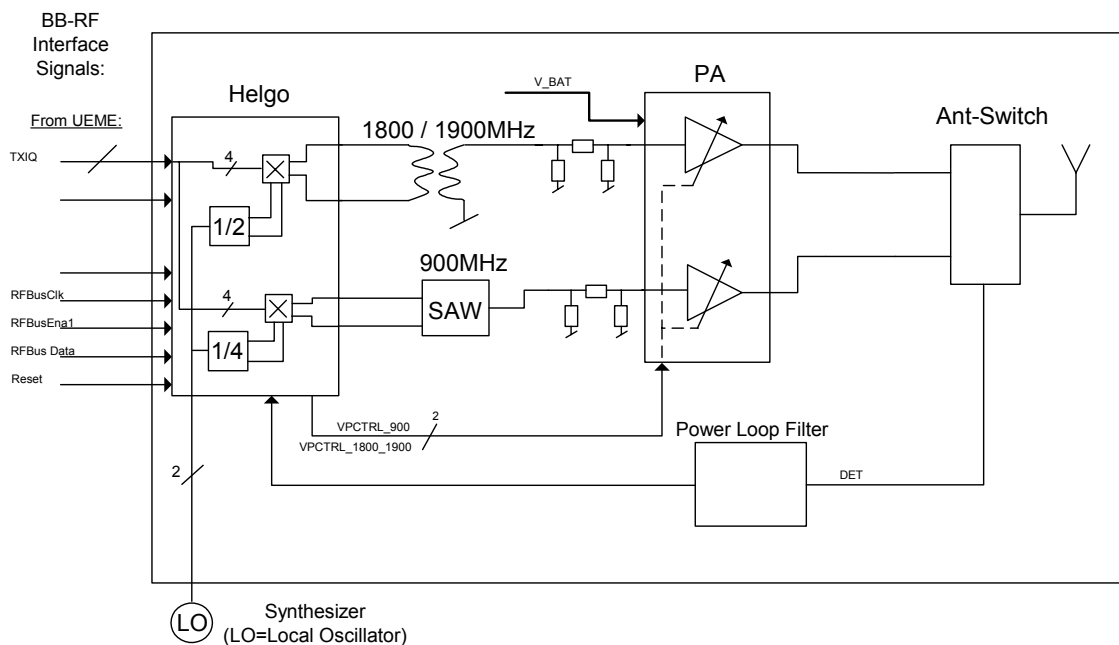 BB-RF
Interface
Signals:
From UEME:
TXIQ
RFBusClk
RFBusEna1
RFBus Data
Reset
Helgo
4
1/2
4
1/4
2
1800 / 1900MHz
900MHz
SAW
V_BAT
PA
Ant-Switch
VPCTRL_900
2
VPCTRL_1800_1900
Power Loop Filter
DET
LO
Synthesizer
(LO=Local Oscillator)